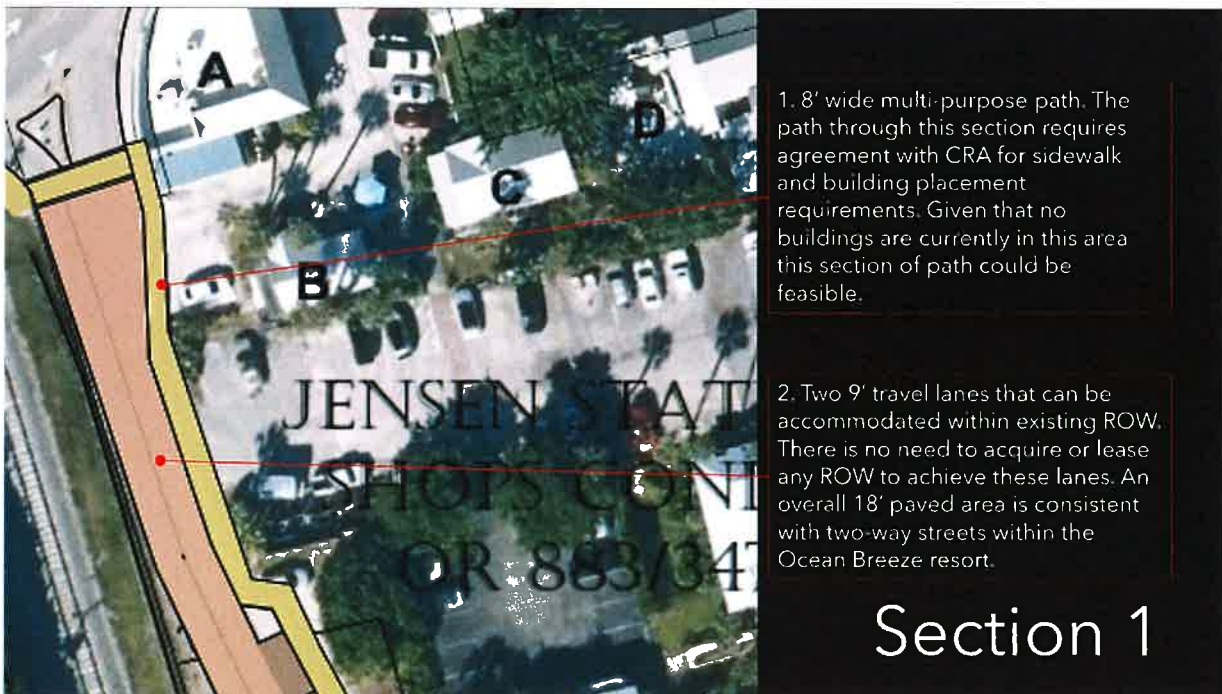 A
D
C
B
JENSEN STAT
SHOPS CON
OR 883/347
1. 8' wide multi-purpose path. The
path through this section requires
agreement with CRA for sidewalk
and building placement
requirements. Given that no
buildings are currently in this area
this section of path could be
feasible.
2. Two 9' travel lanes that can be
accommodated within existing ROW.
There is no need to acquire or lease
any ROW to achieve these lanes. An
overall 18' paved area is consistent
with two-way streets within the
Ocean Breeze resort.
Section 1